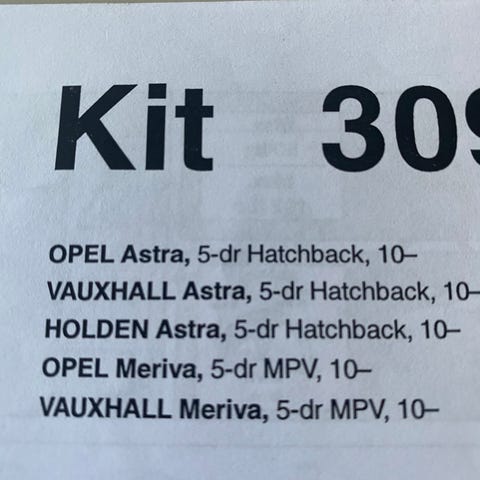 Kit 309
OPEL Astra, 5-dr Hatchback, 10–
VAUXHALL Astra, 5-dr Hatchback, 10–
HOLDEN Astra, 5-dr Hatchback, 10–
OPEL Meriva, 5-dr MPV, 10–
VAUXHALL Meriva, 5-dr MPV, 10–